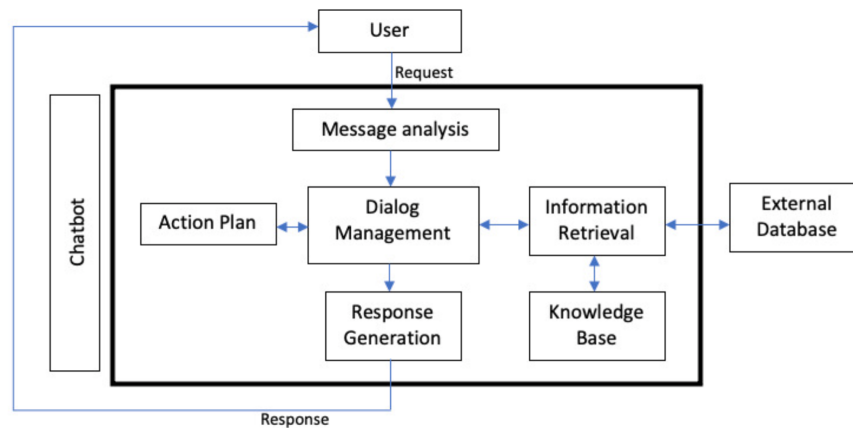 User
Request
Message analysis
Chatbot
Action Plan
Dialog
Management
Information
Retrieval
External
Database
Response
Generation
Knowledge
Base
Response